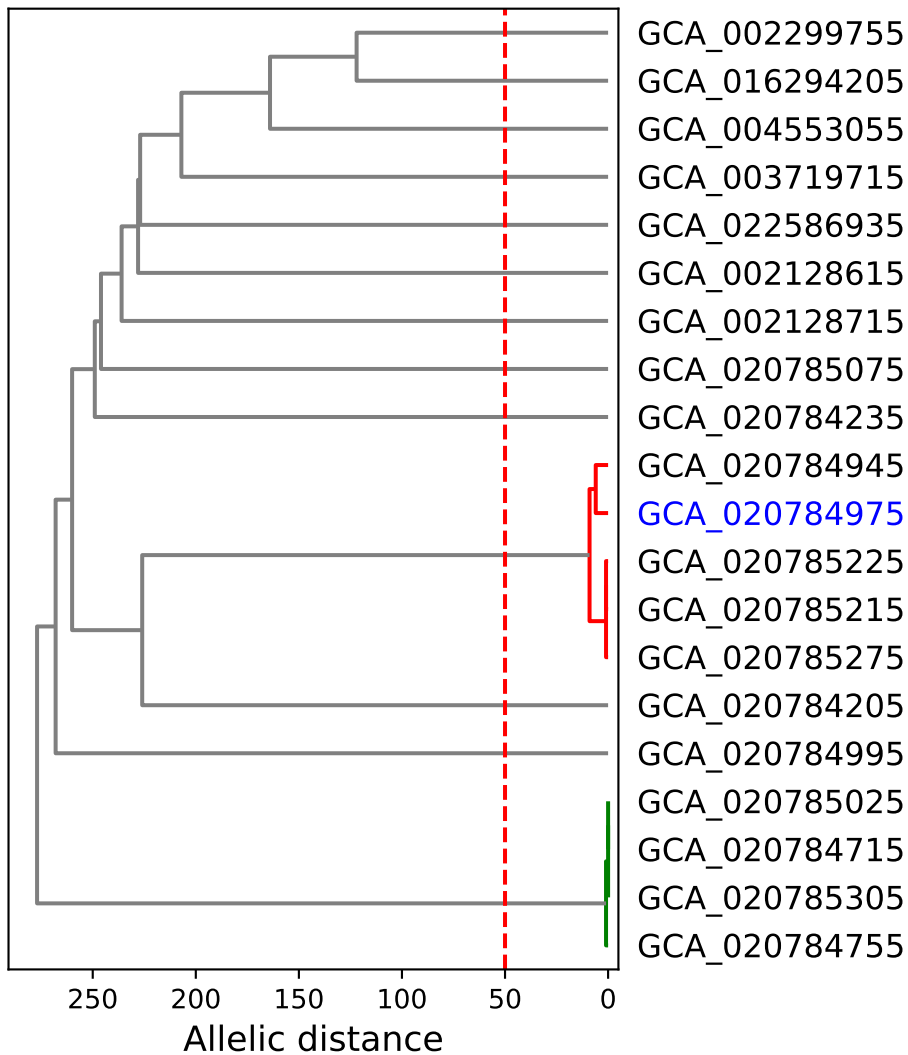 GCA_002299755
GCA_016294205
GCA_004553055
GCA_003719715
GCA_022586935
GCA_002128615
GCA_002128715
GCA_020785075
GCA_020784235
GCA_020784945
GCA_020784975
GCA_020785225
GCA_020785215
GCA_020785275
GCA_020784205
GCA_020784995
GCA_020785025
GCA_020784715
GCA_020785305
GCA_020784755
250 200 150 100 50 0
Allelic distance